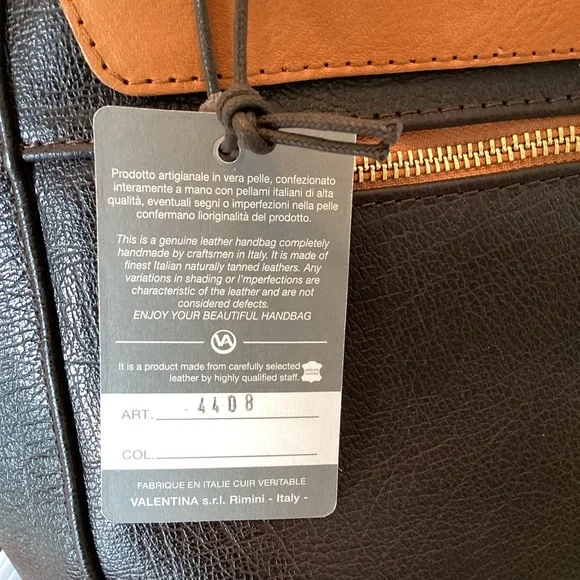 Prodotto artigianale in vera pelle, confezionato
interamente a mano con pellami italiani di alta
qualità, eventuali segni o imperfezioni nella pelle
confermano lioriginalità del prodotto.
This is a genuine leather handbag completely
handmade by craftsmen in Italy. It is made of
finest Italian naturally tanned leathers. Any
variations in shading or I'mperfections are
characteristic of the leather and are not
considered defects.
ENJOY YOUR BEAUTIFUL HANDBAG
VA
It is a product made from carefully selected
leather by highly qualified staff.
ART. 4408
COL.
FABRIQUE EN ITALIE CUIR VERITABLE
VALENTINA s.r.l. Rimini - Italy -